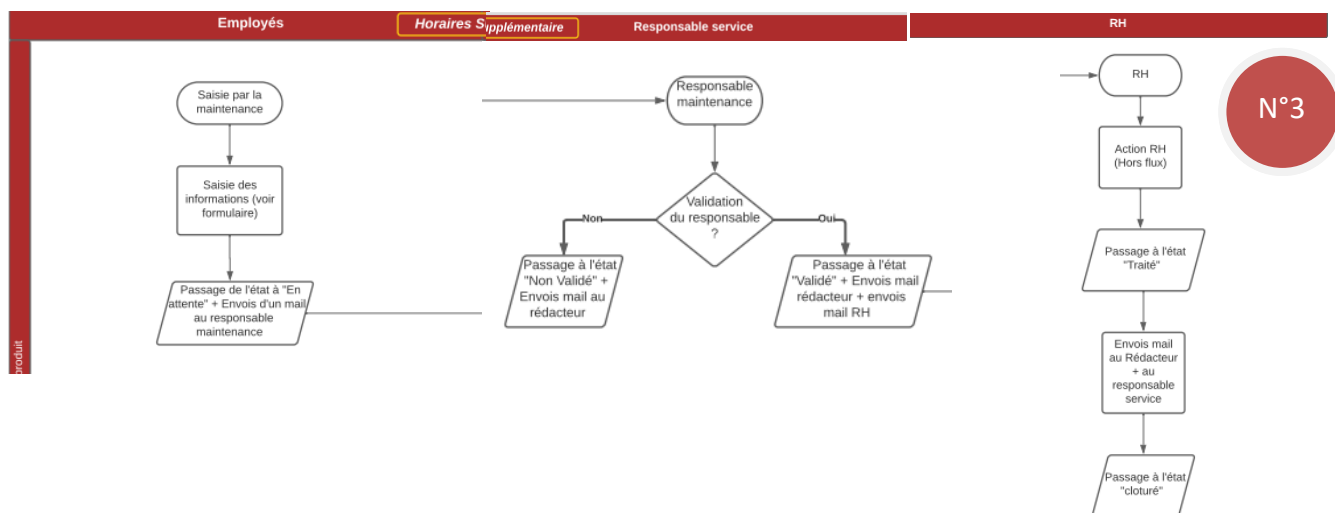 Employés
Horaires Supplémentaire
Responsable service
RH
Saisie par la
maintenance
Saisie des
informations (voir
formulaire)
Passage de l'état à "En
attente" + Envois d'un mail
au responsable
maintenance
Responsable
maintenance
Validation
du responsable
?
Non
Oui
Passage à l'état
"Non Validé" +
Envois mail au
rédacteur
Passage à l'état
"Validé" + Envois mail
rédacteur + envois
mail RH
RH
Action RH
(Hors flux)
Passage à l'état
"Traité"
Envois mail
au Rédacteur
+ au
responsable
service
Passage à l'état
"cloturé"
N°3
produit